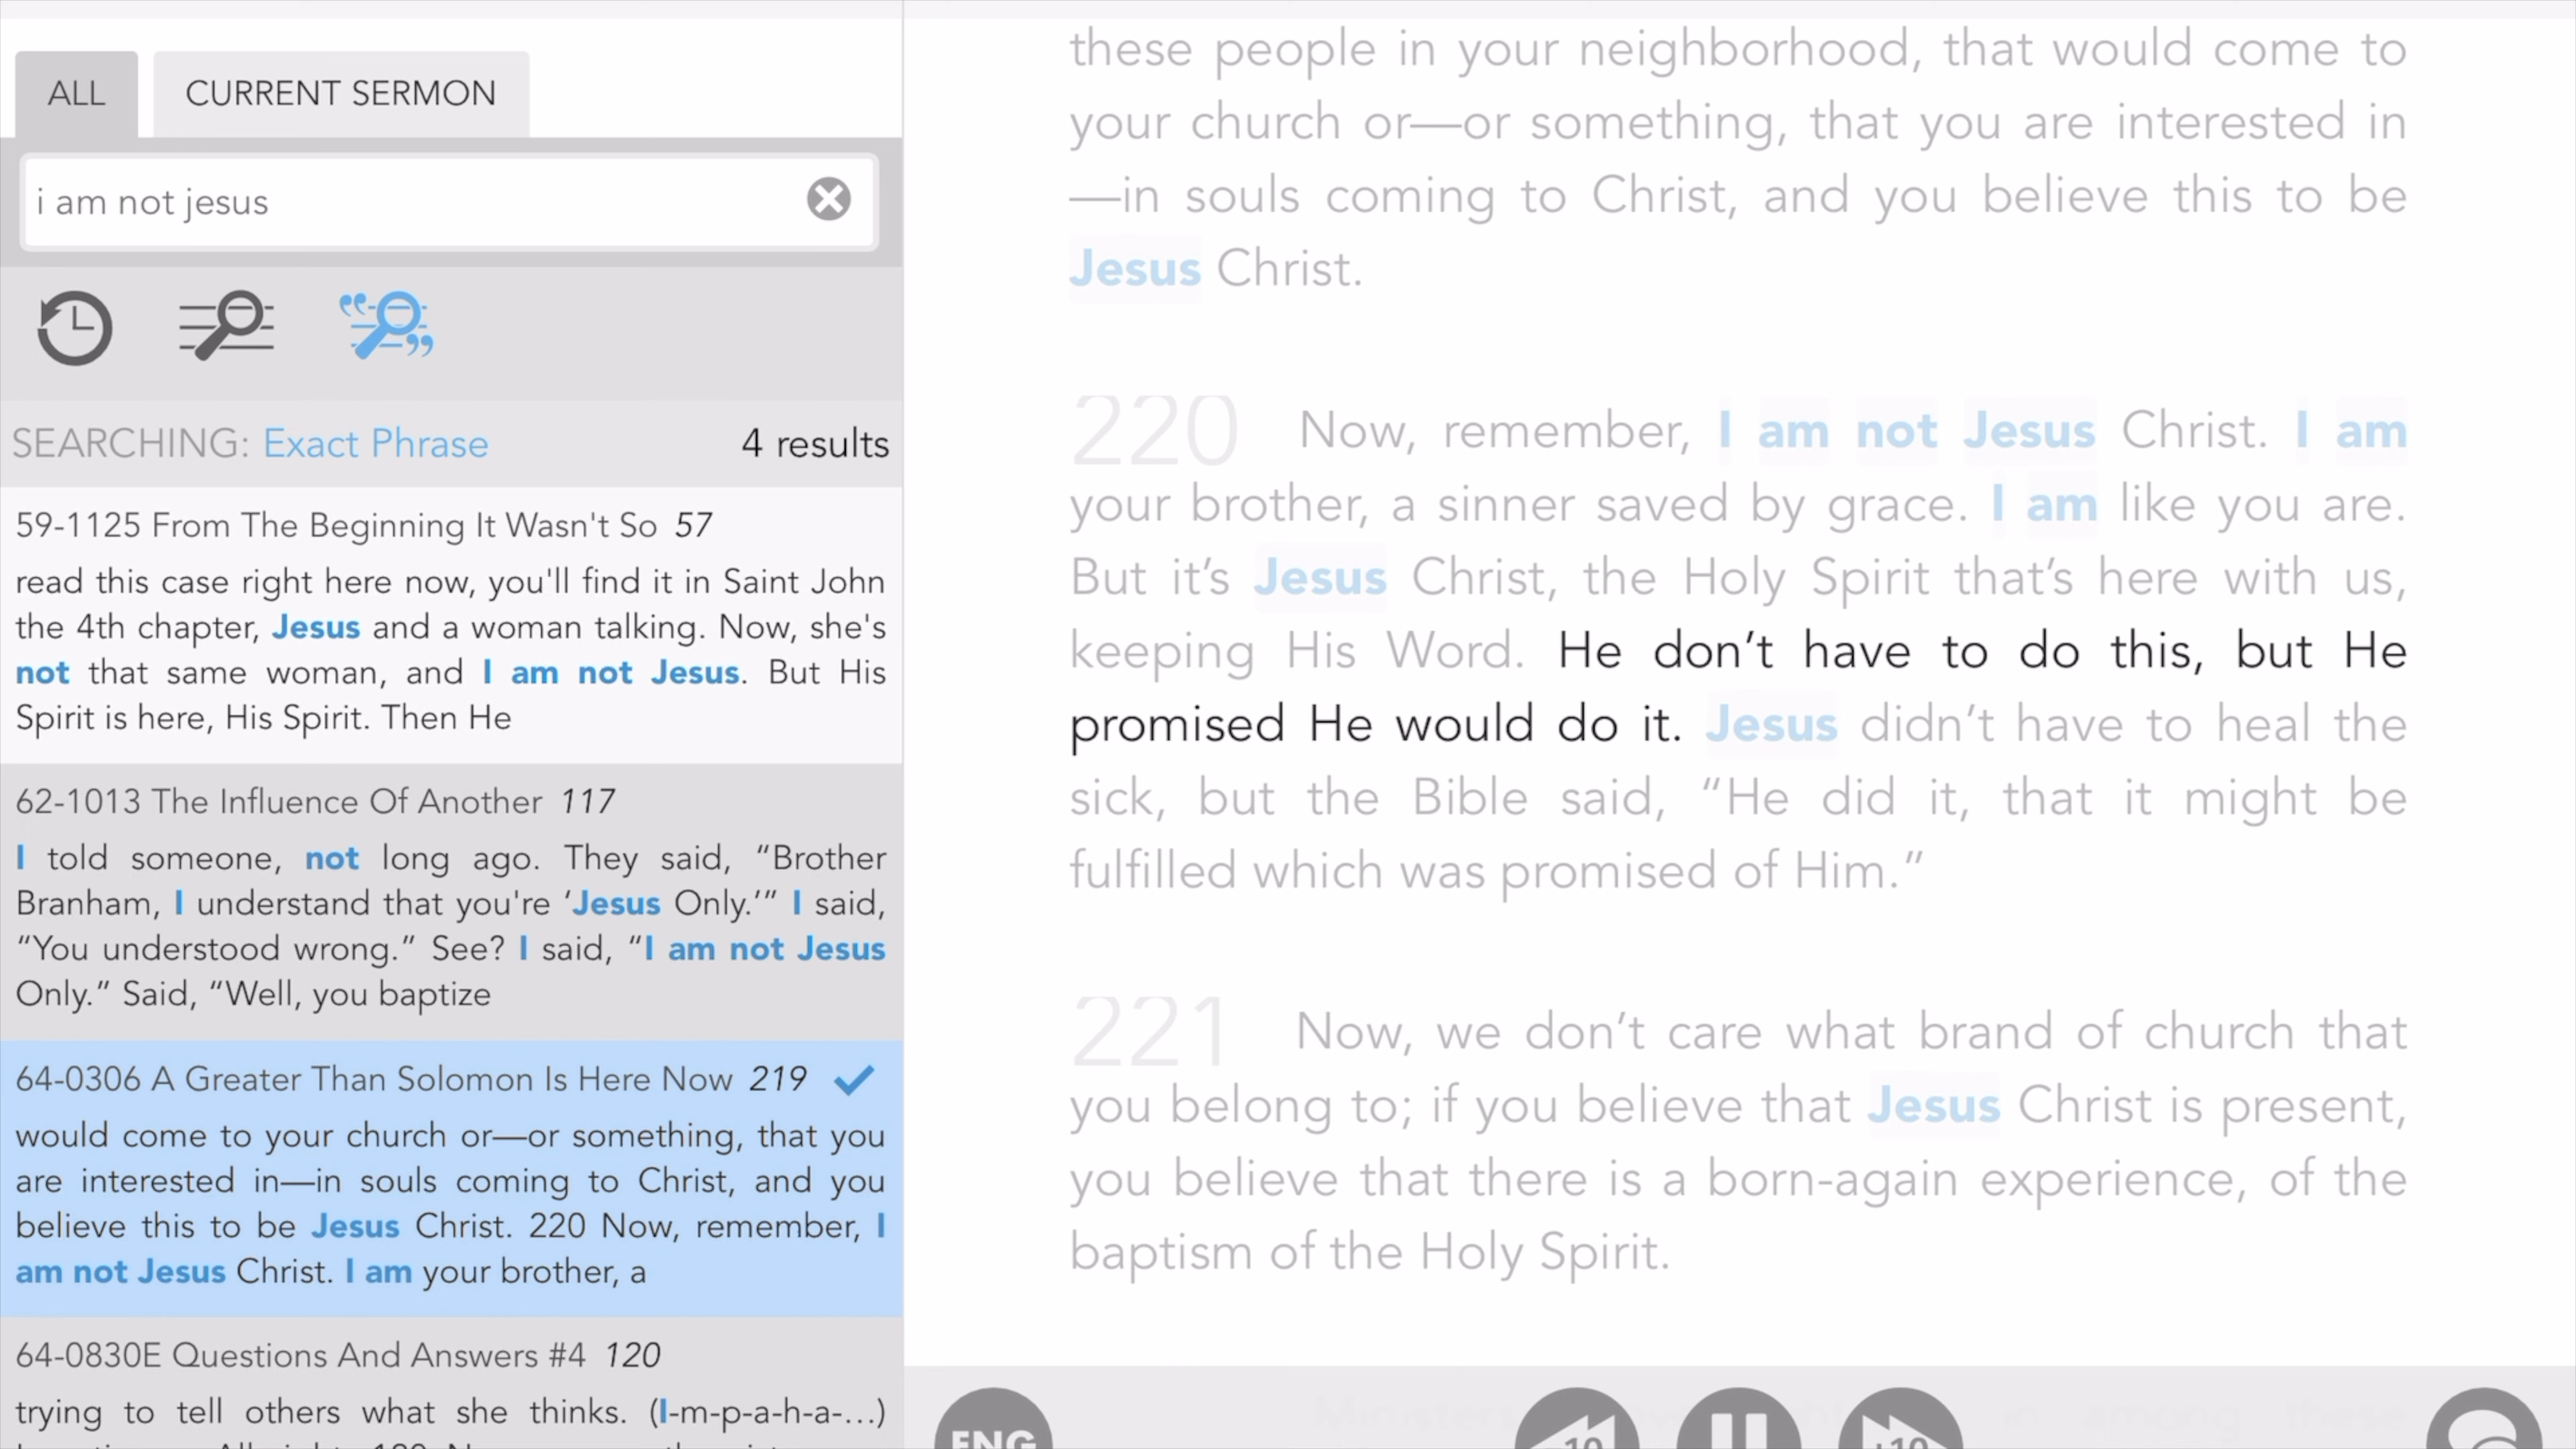 ALL
CURRENT SERMON
i am not jesus
SEARCHING: Exact Phrase
4 results
59-1125 From The Beginning It Wasn't So 57
read this case right here now, you'll find it in Saint John
the 4th chapter, Jesus and a woman talking. Now, she's
not that same woman, and I am not Jesus. But His
Spirit is here, His Spirit. Then He
62-1013 The Influence Of Another 117
I told someone, not long ago. They said, “Brother
Branham, I understand that you're ‘Jesus Only.’” I said,
“You understood wrong.” See? I said, “I am not Jesus
Only.” Said, “Well, you baptize
64-0306 A Greater Than Solomon Is Here Now 219
would come to your church or—or something, that you
are interested in—in souls coming to Christ, and you
believe this to be Jesus Christ. 220 Now, remember, I
am not Jesus Christ. I am your brother, a
64-0830E Questions And Answers #4 120
trying to tell others what she thinks. (I-m-p-a-h-a-…)
these people in your neighborhood, that would come to
your church or—or something, that you are interested in
—in souls coming to Christ, and you believe this to be
Jesus Christ.
220 Now, remember, I am not Jesus Christ. I am
your brother, a sinner saved by grace. I am like you are.
But it’s Jesus Christ, the Holy Spirit that’s here with us,
keeping His Word. He don’t have to do this, but He
promised He would do it. Jesus didn’t have to heal the
sick, but the Bible said, “He did it, that it might be
fulfilled which was promised of Him.”
221 Now, we don’t care what brand of church that
you belong to; if you believe that Jesus Christ is present,
you believe that there is a born-again experience, of the
baptism of the Holy Spirit.
ENG